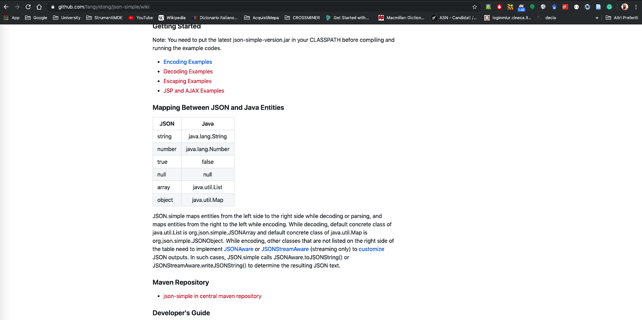 github.com/fangyidong/json-simple/wiki
App
Google
University
StrumentiMDE
YouTube
Wikipedia
Dizionario Italiano...
AcquistiMepa
CROSSMINER
Get Started with...
Macmillan Diction...
ASN - Candidati J...
loginmiur.cineca.it...
decla
Altri Preferiti
Getting Started
Note: You need to put the latest json-simple-version.jar in your CLASSPATH before compiling and
running the example codes.
Encoding Examples
Decoding Examples
Escaping Examples
JSP and AJAX Examples
Mapping Between JSON and Java Entities
JSON Java
string java.lang.String
number java.lang.Number
true false
null null
array java.util.List
object java.util.Map
JSON.simple maps entities from the left side to the right side while decoding or parsing, and
maps entities from the right to the left while encoding. While decoding, default concrete class of
java.util.List is org.json.simple.JSONArray and default concrete class of java.util.Map is
org.json.simple.JSONObject. While encoding, other classes that are not listed on the right side of
the table need to implement JSONAware or JSONStreamAware (streaming only) to customize
JSON outputs. In such cases, JSON.simple calls JSONAware.toJSONString() or
JSONStreamAware.writeJSONString() to determine the resulting JSON text.
Maven Repository
json-simple in central maven repository
Developer's Guide